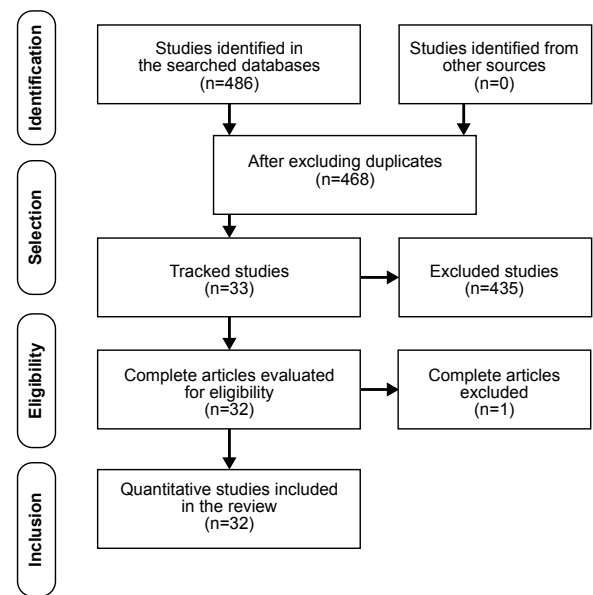 Identification
Studies identified in
the searched databases
(n=486)
Studies identified from
other sources
(n=0)
After excluding duplicates
(n=468)
Selection
Tracked studies
(n=33)
Excluded studies
(n=435)
Eligibility
Complete articles evaluated
for eligibility
(n=32)
Complete articles
excluded
(n=1)
Inclusion
Quantitative studies included
in the review
(n=32)